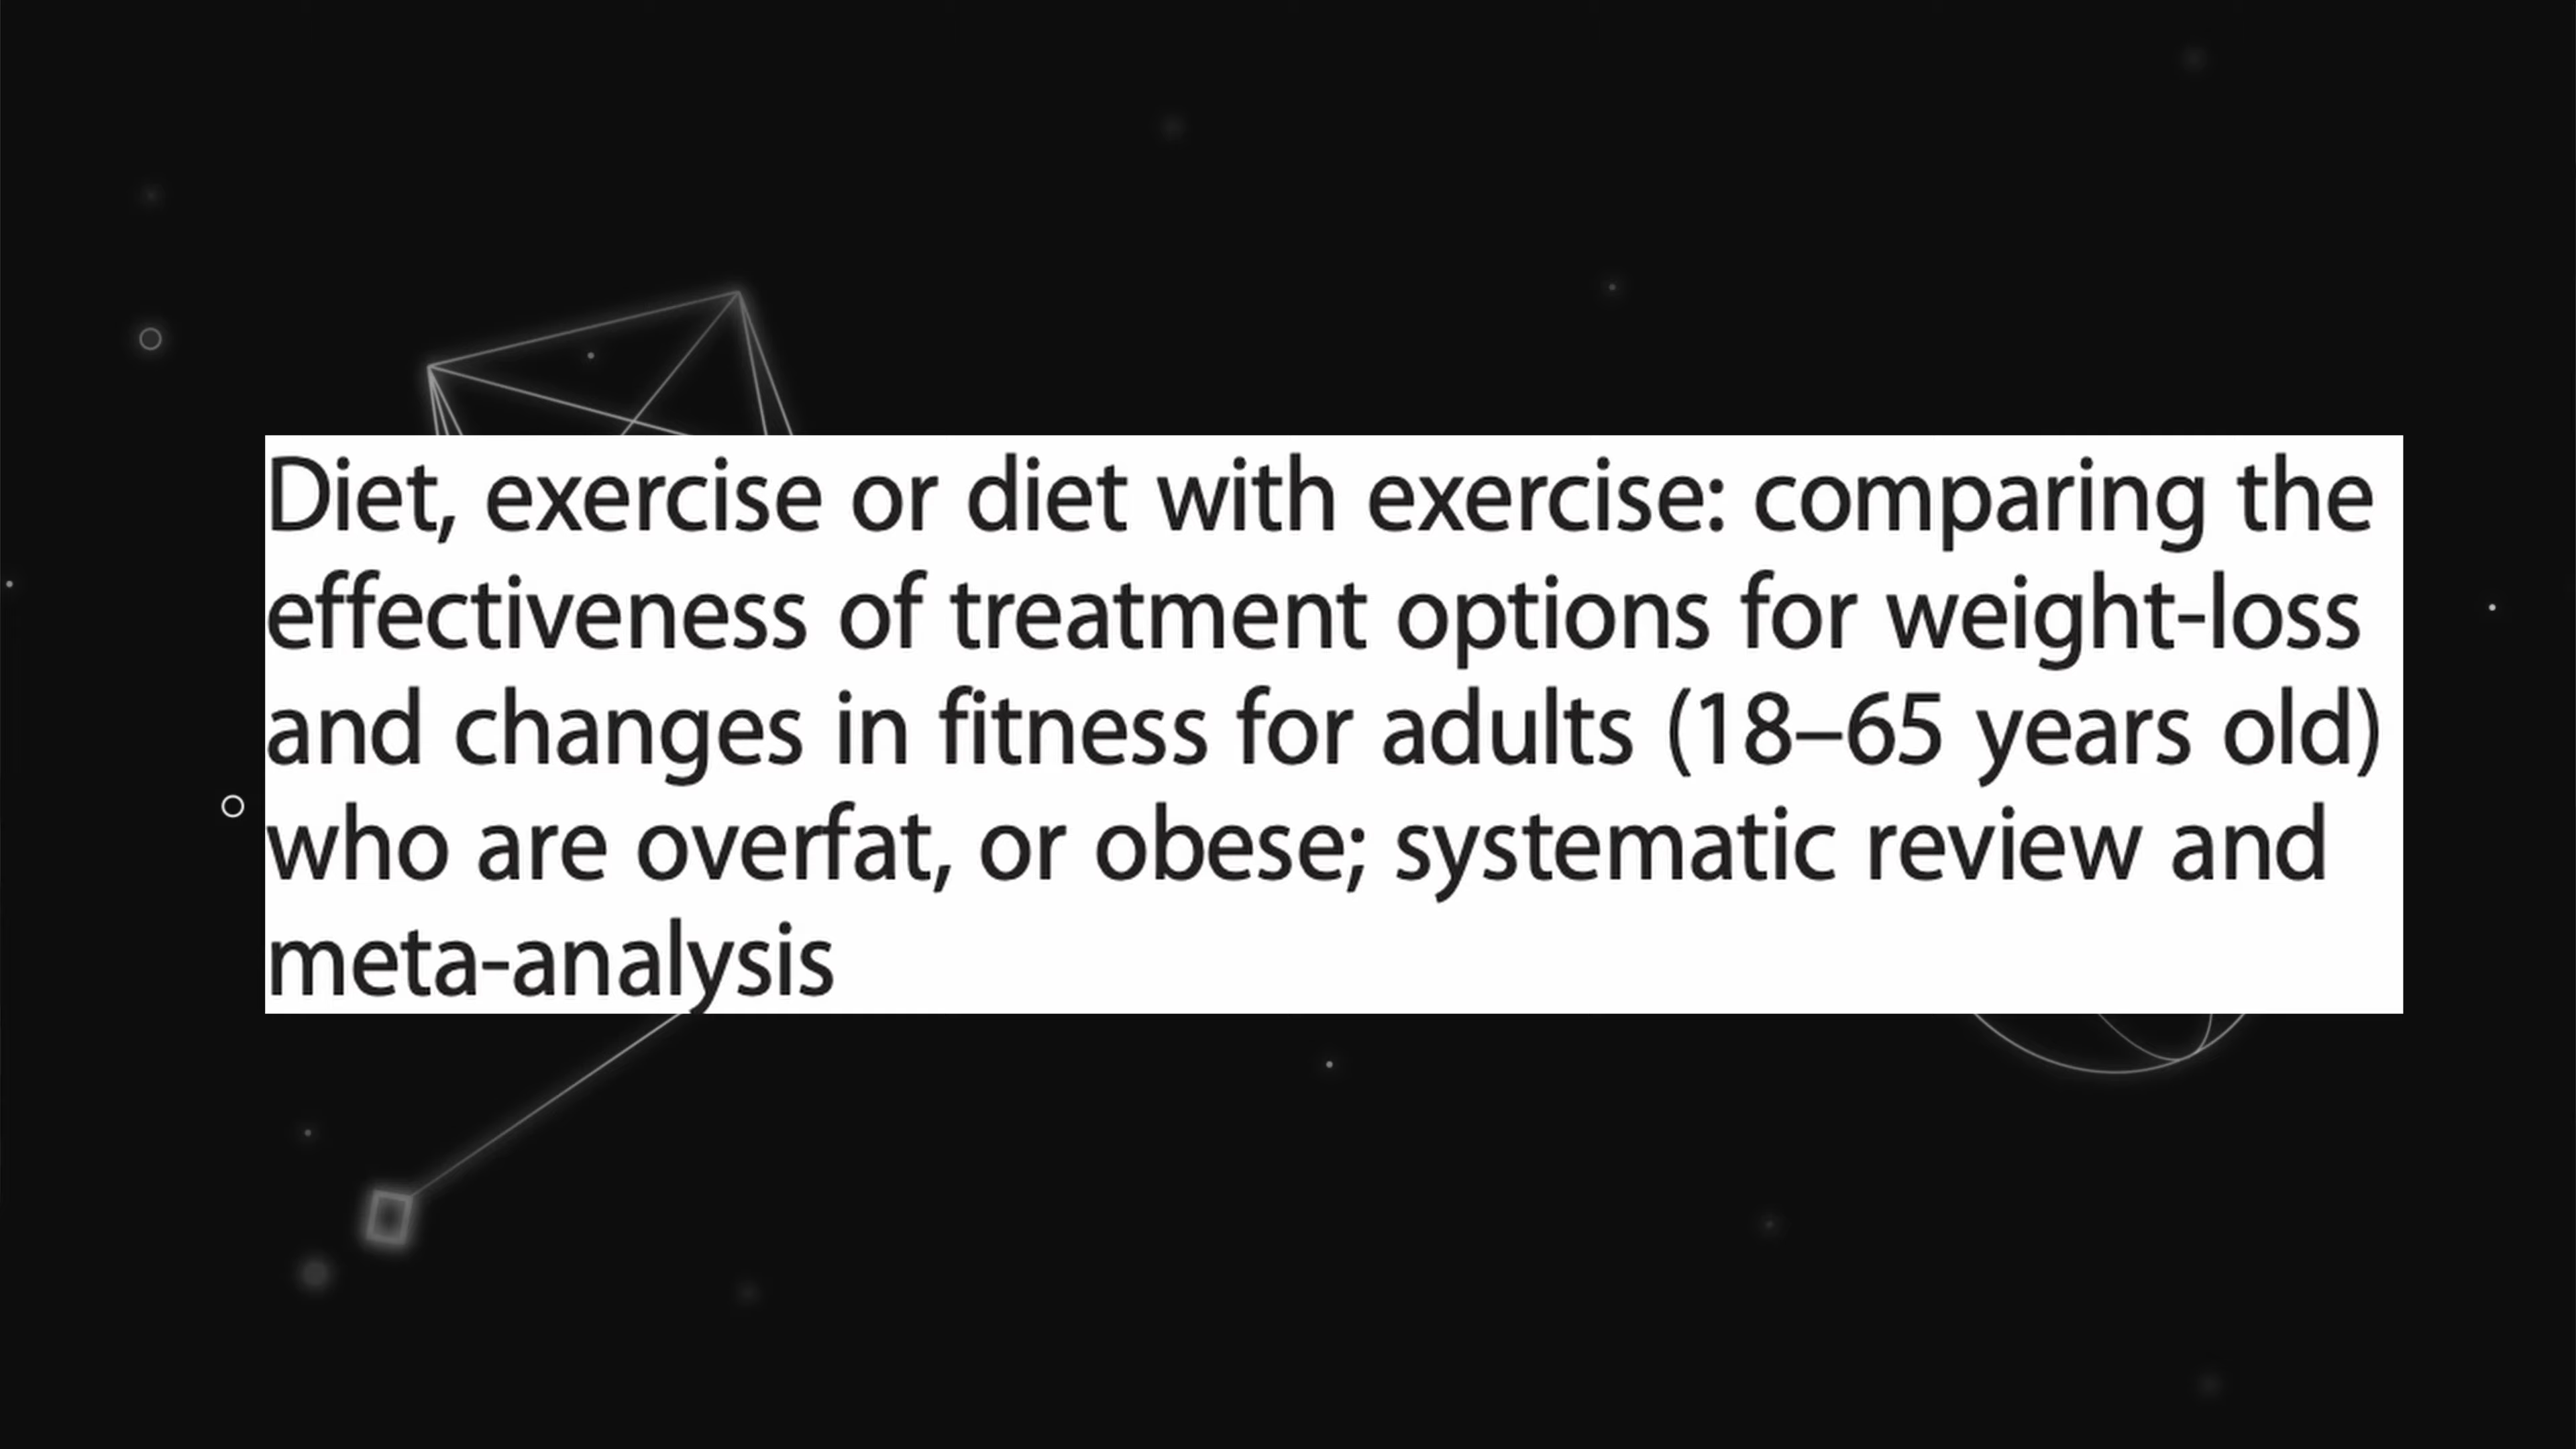 Diet, exercise or diet with exercise: comparing the
effectiveness of treatment options for weight-loss
and changes in fitness for adults (18–65 years old)
who are overfat, or obese; systematic review and
meta-analysis